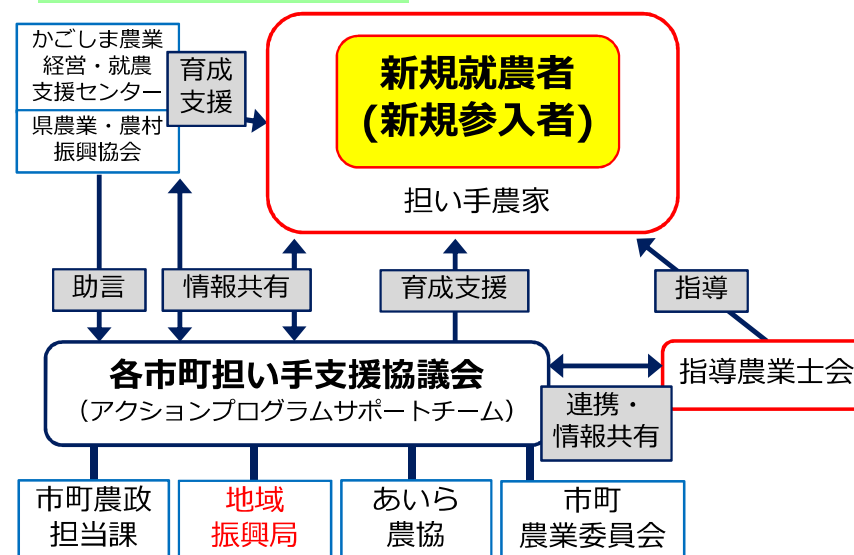 かごしま農業
経営・就農
支援センター
県農業・農村
振興協会
育成
支援
新規就農者
(新規参入者)
担い手農家
助言
情報共有
育成支援
指導
各市町担い手支援協議会
（アクションプログラムサポートチーム）
指導農業士会
連携・
情報共有
市町農政
担当課
地域
振興局
あいら
農協
市町
農業委員会